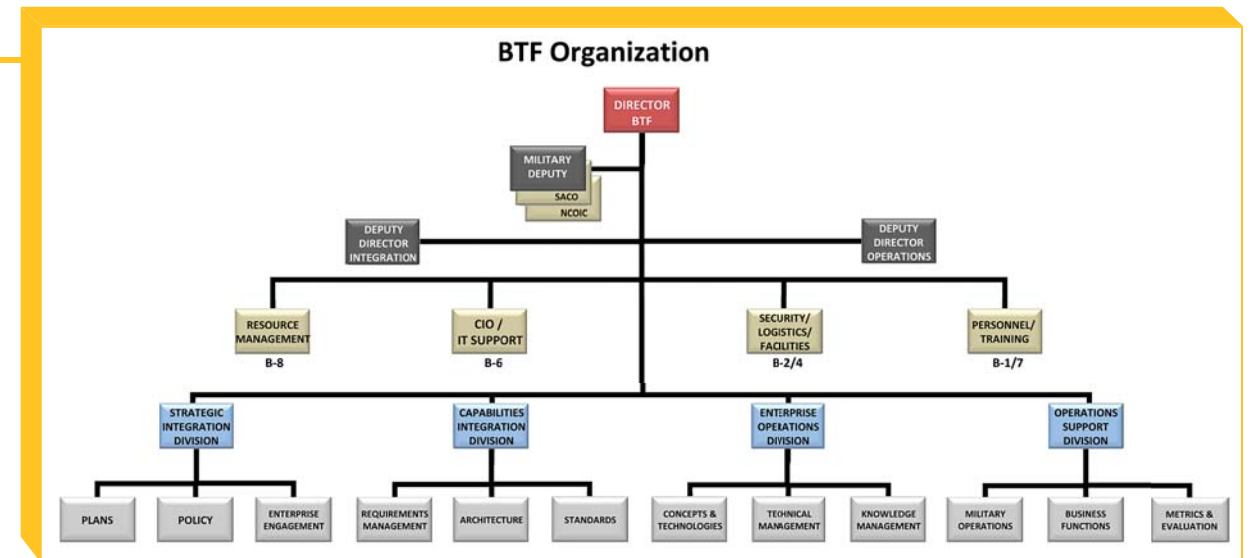 BTF Organization
DIRECTOR
BTF
MILITARY
DEPUTY
SACO
NCOIC
DEPUTY
DIRECTOR
INTEGRATION
DEPUTY
DIRECTOR
OPERATIONS
RESOURCE
MANAGEMENT
B-8
CIO /
IT SUPPORT
B-6
SECURITY/
LOGISTICS/
FACILITIES
B-2/4
PERSONNEL/
TRAINING
B-1/7
STRATEGIC
INTEGRATION
DIVISION
CAPABILITIES
INTEGRATION
DIVISION
ENTERPRISE
OPERATIONS
DIVISION
OPERATIONS
SUPPORT
DIVISION
PLANS
POLICY
ENTERPRISE
ENGAGEMENT
REQUIREMENTS
MANAGEMENT
ARCHITECTURE
STANDARDS
CONCEPTS &
TECHNOLOGIES
TECHNICAL
MANAGEMENT
KNOWLEDGE
MANAGEMENT
MILITARY
OPERATIONS
BUSINESS
FUNCTIONS
METRICS &
EVALUATION